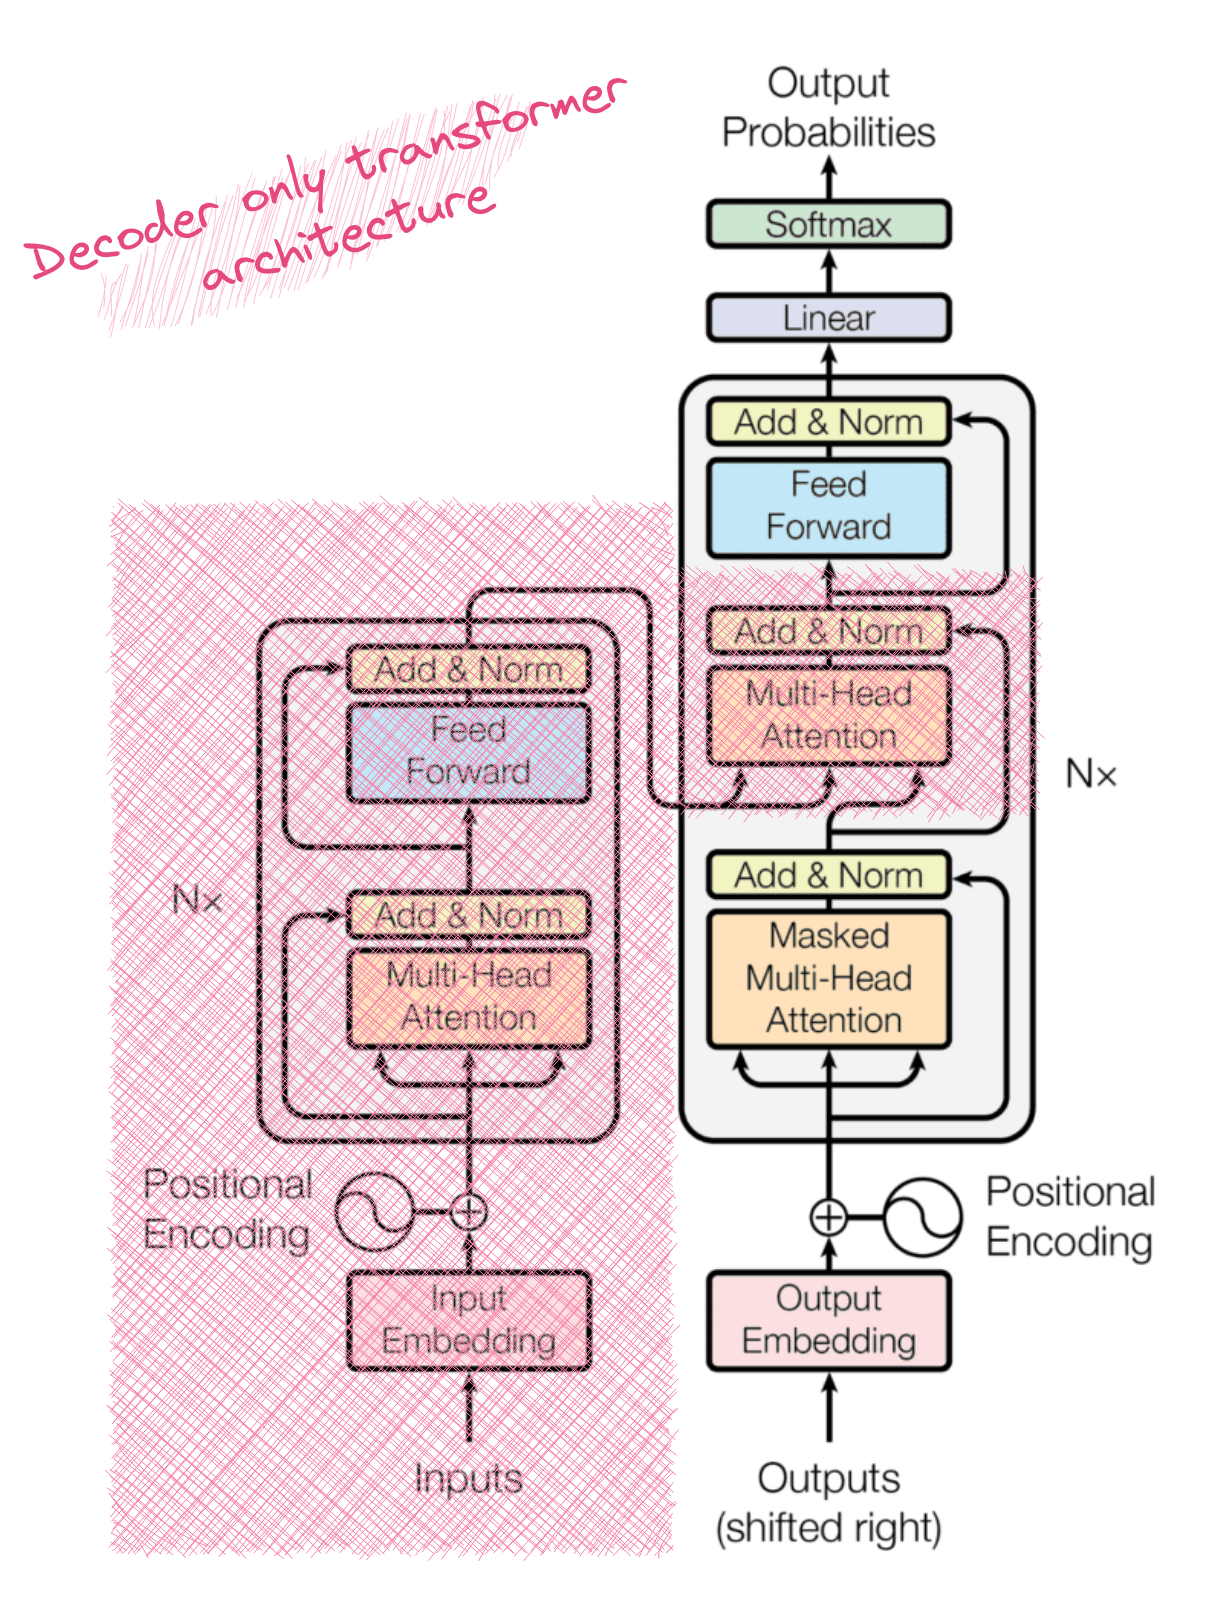 Decoder only transformer
architecture
Output
Probabilities
Softmax
Linear
Add & Norm
Feed
Forward
Add & Norm
Multi-Head
Attention
Nx
Add & Norm
Masked
Multi-Head
Attention
Positional
Encoding
Output
Embedding
Outputs
(shifted right)
Add & Norm
Feed
Forward
Nx
Add & Norm
Multi-Head
Attention
Positional
Encoding
Input
Embedding
Inputs